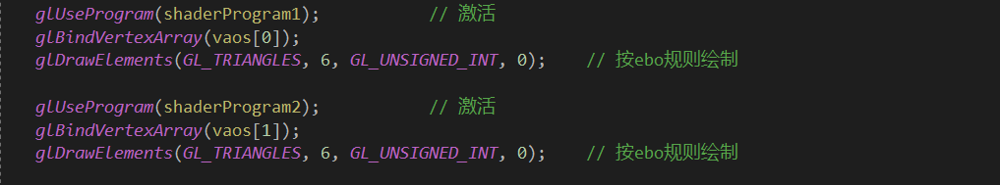 glUseProgram(shaderProgram1);           // 激活
glBindVertexArray(vaos[0]);
glDrawElements(GL_TRIANGLES, 6, GL_UNSIGNED_INT, 0);    // 按ebo规则绘制
glUseProgram(shaderProgram2);           // 激活
glBindVertexArray(vaos[1]);
glDrawElements(GL_TRIANGLES, 6, GL_UNSIGNED_INT, 0);    // 按ebo规则绘制